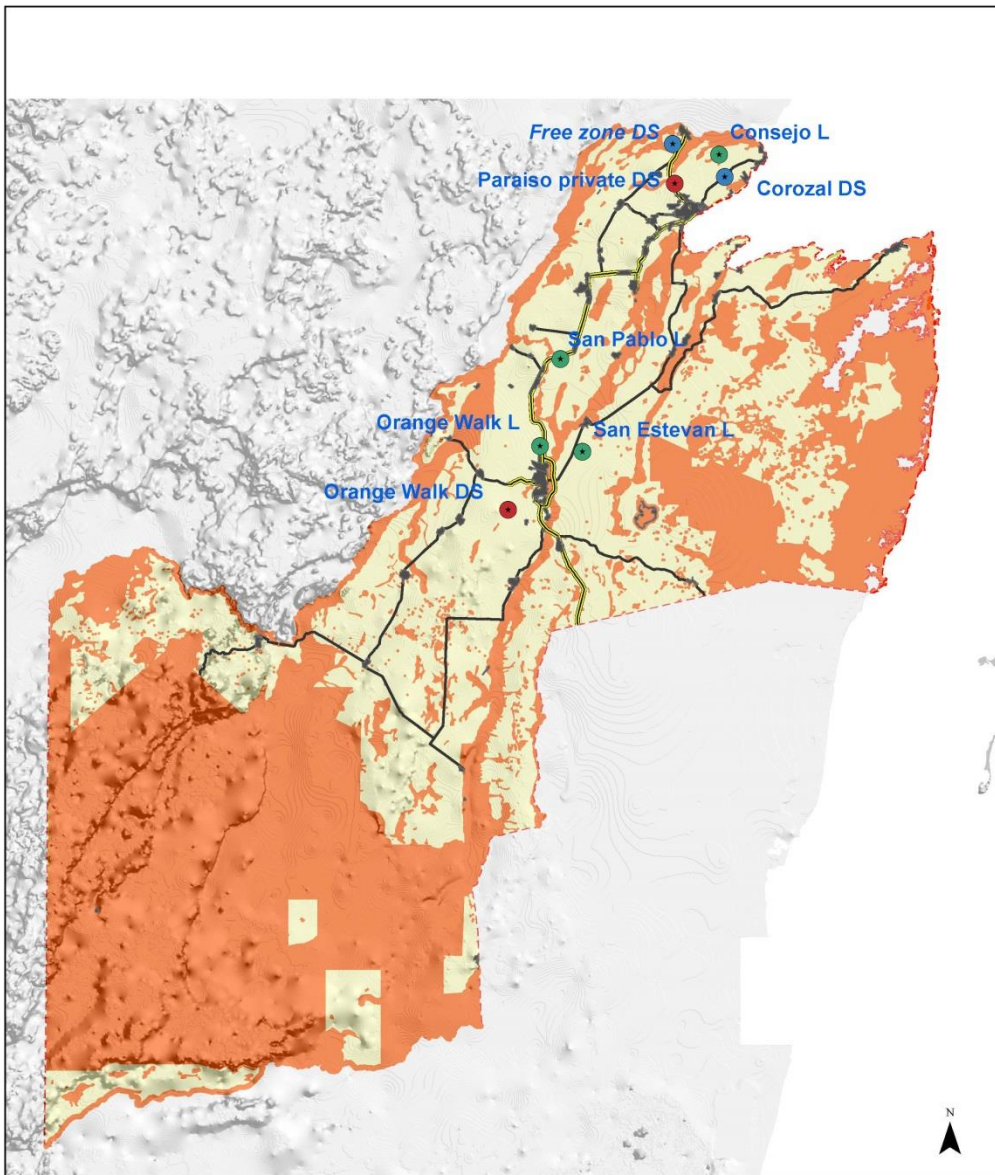 Free zone DS
Consejo L
Paraiso private DS
Corozal DS
San Pablo L
Orange Walk L
San Estevan L
Orange Walk DS
N